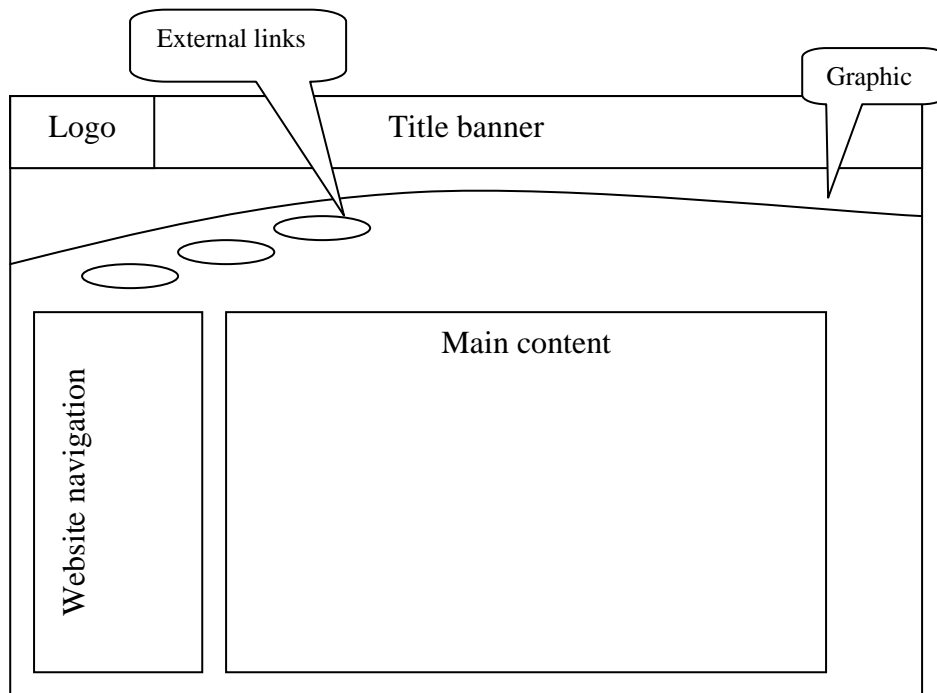 External links
Graphic
Logo
Title banner
Main content
Website navigation